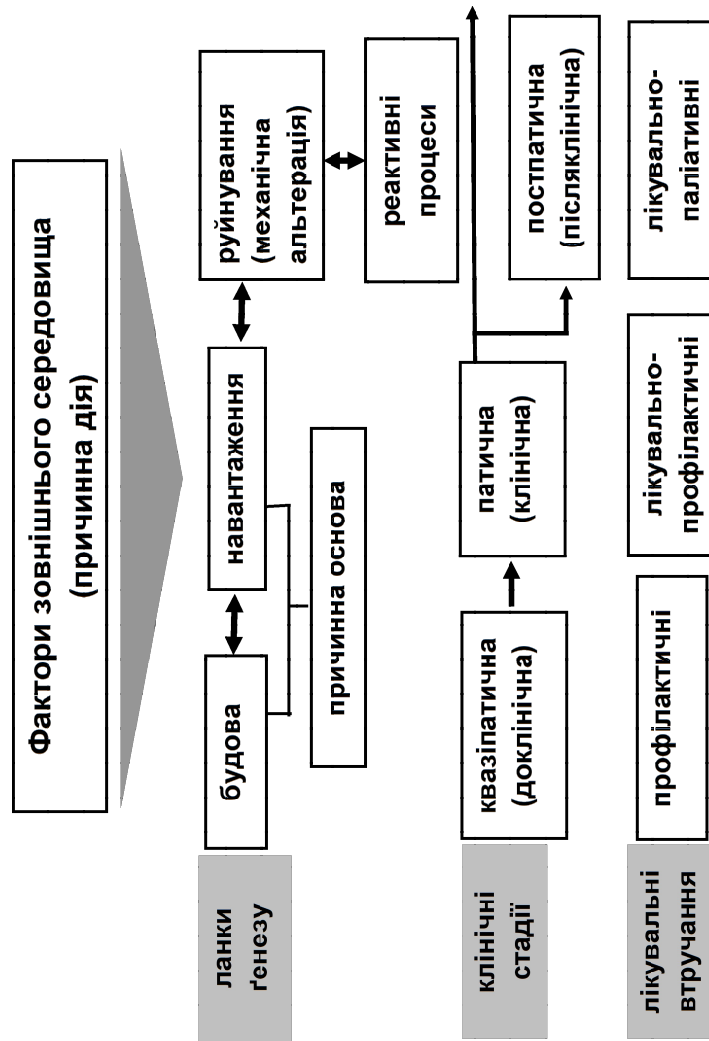 Фактори зовнішнього середовища
(причинна дія)
ланки
ґенезу
будова
навантаження
руйнування
(механічна
альтерація)
причинна основа
реактивні
процеси
клінічні
стадії
квазіпатична
(доклінічна)
патична
(клінічна)
постпатична
(післяклінічна)
лікувальні
втручання
профілактичні
лікувально-
профілактичні
лікувально-
паліативні